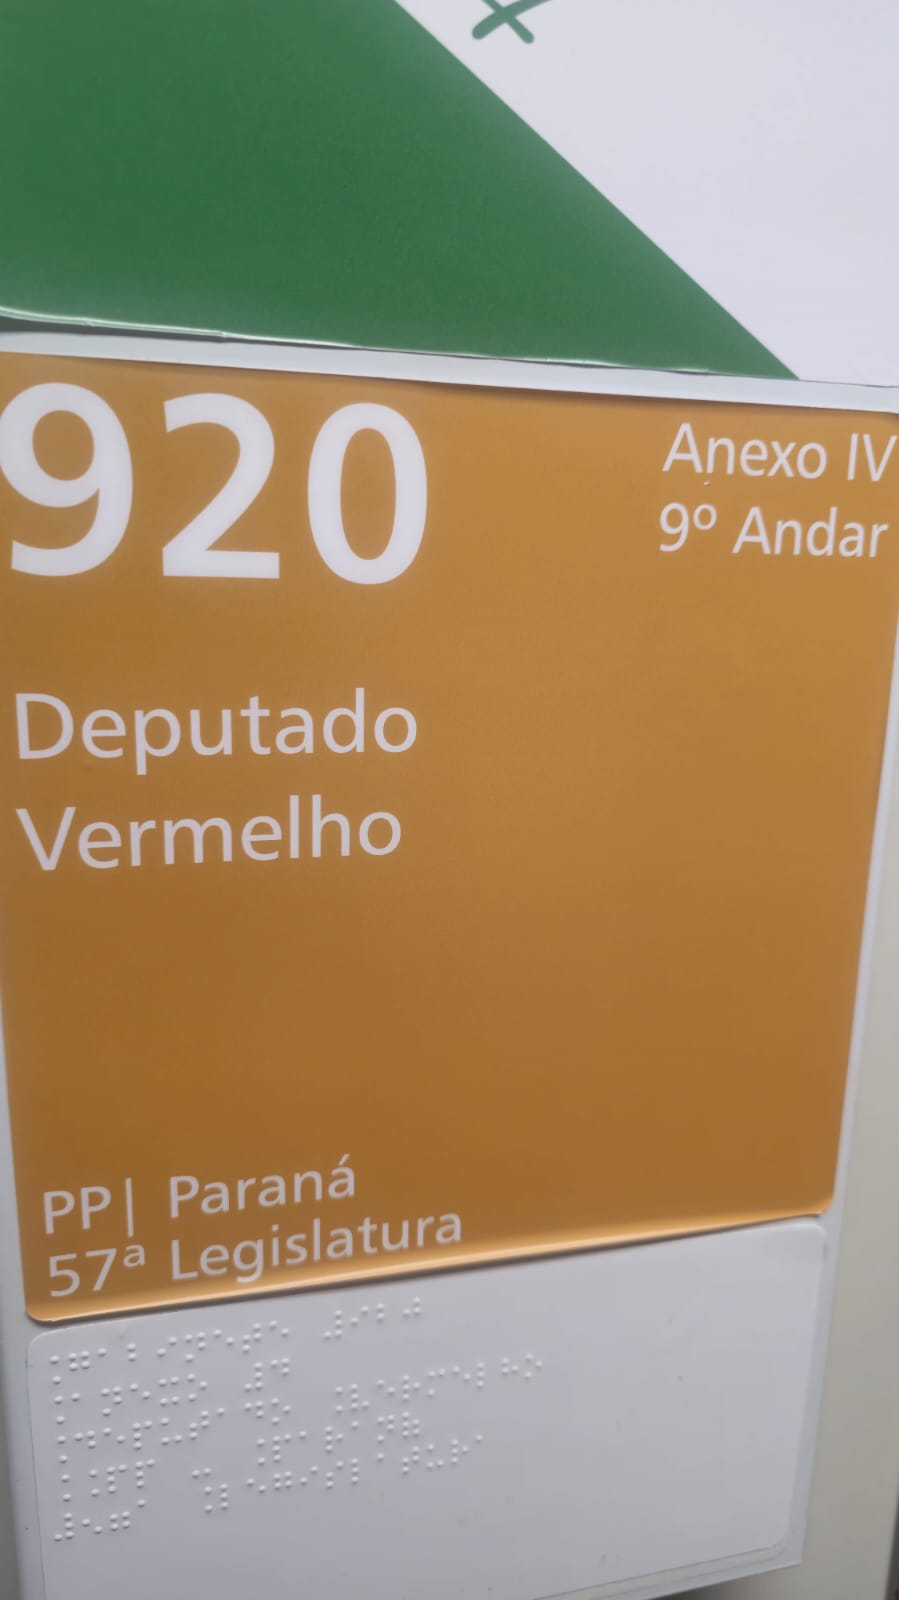 920
Anexo IV
9º Andar
Deputado
Vermelho
PP| Paraná
57ª Legislatura